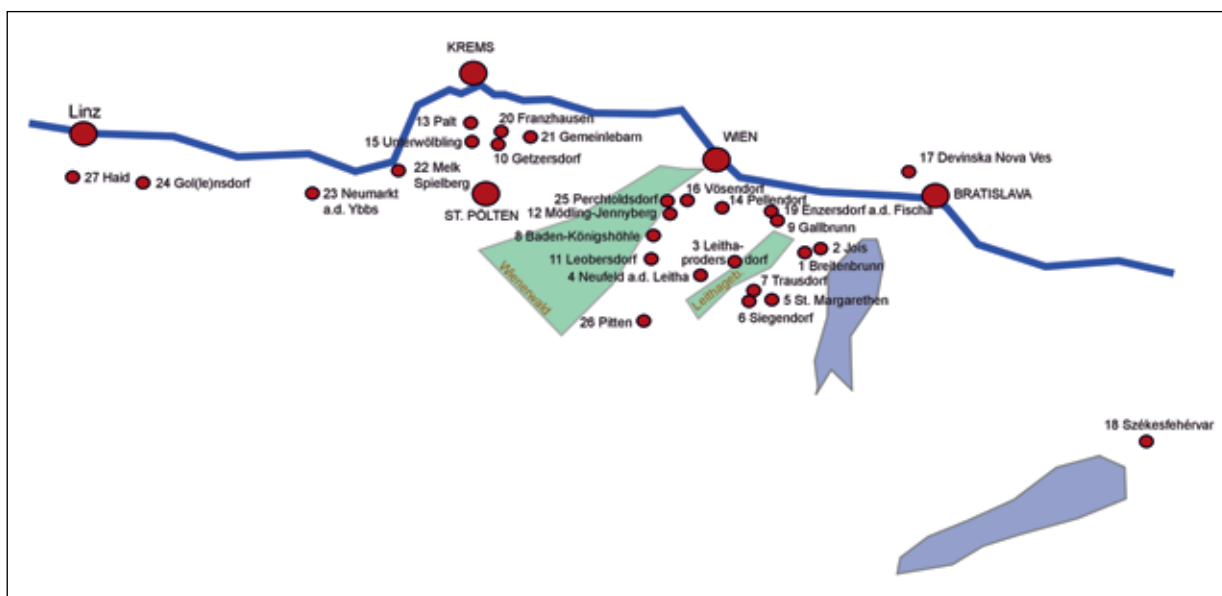 KREMS
Linz
13 Palt
20 Franzhausen
21 Gemeinlebarn
15 Unterwölbling
10 Getzersdorf
WIEN
27 Haid
24 Gol(le)nsdorf
22 Melk
Spielberg
23 Neumarkt
a.d. Ybbs
ST. PÖLTEN
17 Devinska Nova Ves
BRATISLAVA
16 Vösendorf
25 Perchtoldsdorf
14 Pellendorf
12 Mödling-Jennyberg
19 Enzersdorf a.d. Fischa
9 Gallbrunn
8 Baden-Königshöhle
3 Leitha-
prodersdorf
2 Jois
1 Breitenbrunn
11 Leobersdorf
4 Neufeld a.d. Leitha
Wienerwald
Leithageb.
7 Trausdorf
5 St. Margarethen
6 Siegendorf
26 Pitten
18 Székesfehérvar